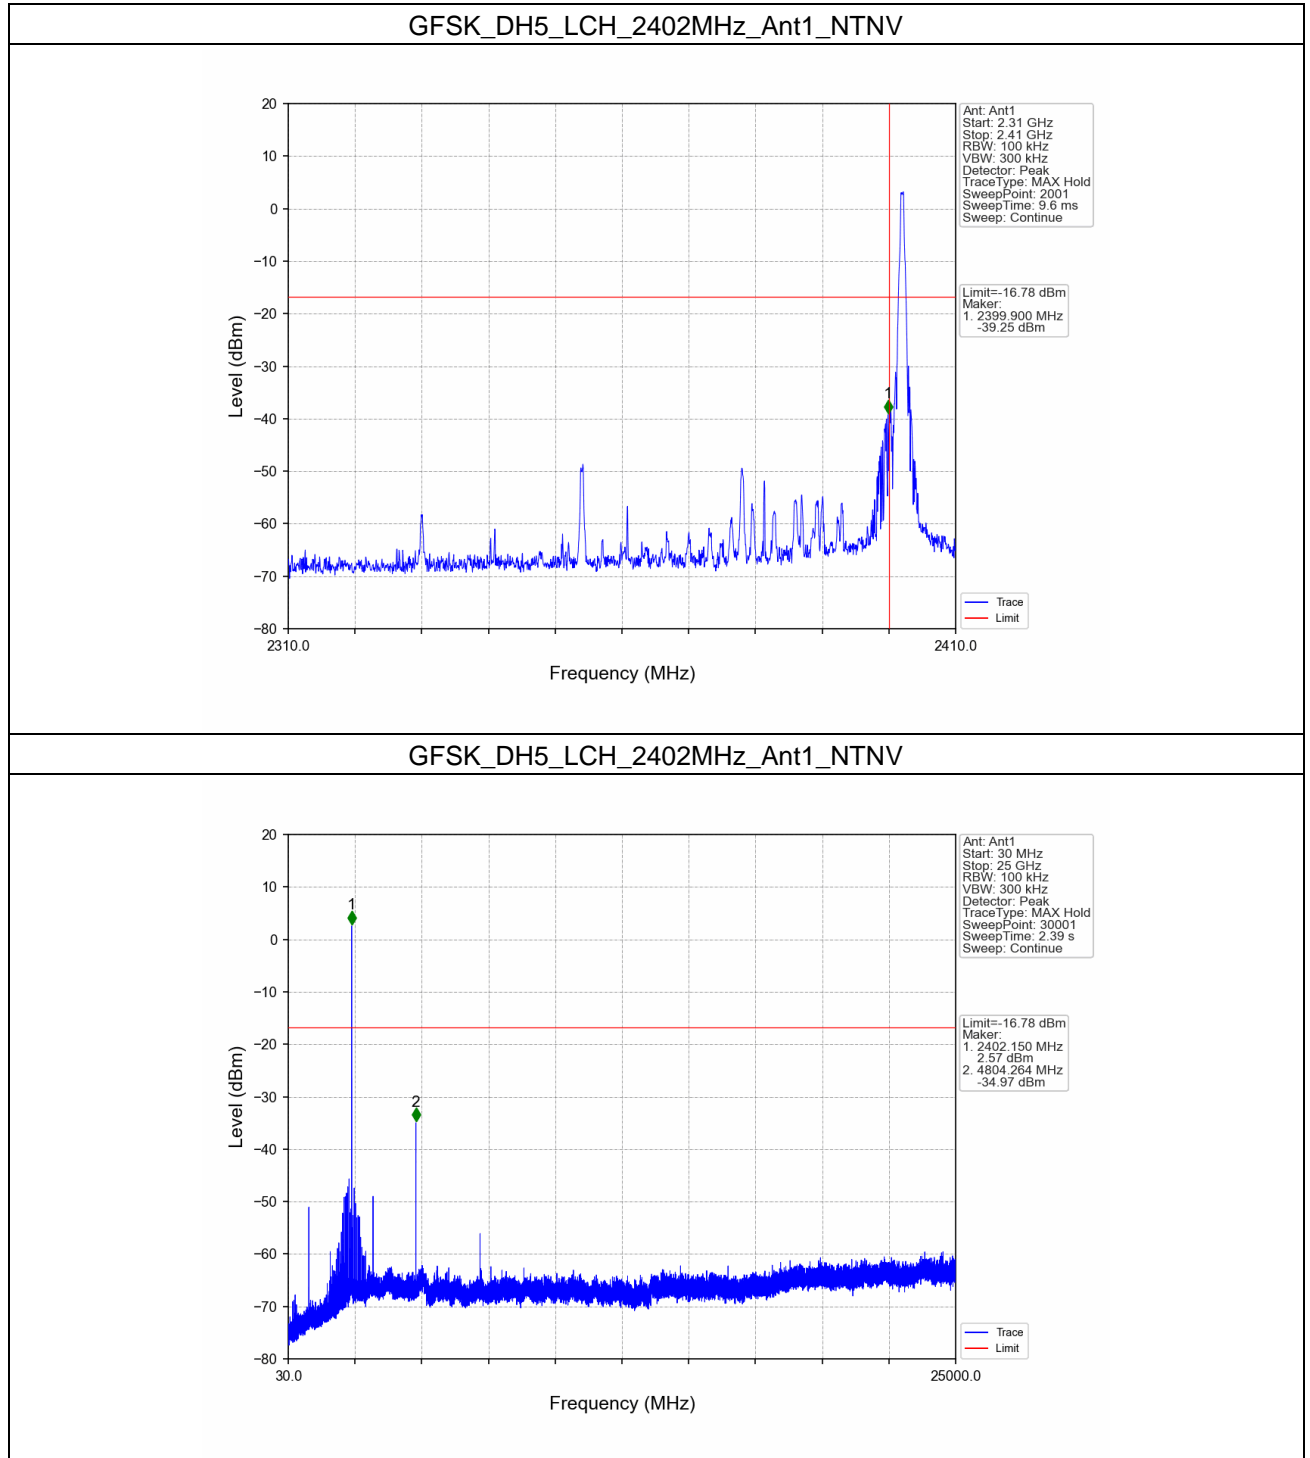 GFSK_DH5_LCH_2402MHz_Ant1_NTNV
20
10
0
−10
−20
−30
−40
−50
−60
−70
−80
Level (dBm)
1
2310.0
2410.0
Frequency (MHz)
Ant: Ant1
Start: 2.31 GHz
Stop: 2.41 GHz
RBW: 100 kHz
VBW: 300 kHz
Detector: Peak
TraceType: MAX Hold
SweepPoint: 2001
SweepTime: 9.6 ms
Sweep: Continue
Limit=-16.78 dBm
Maker:
1. 2399.900 MHz
-39.25 dBm
Trace
Limit
GFSK_DH5_LCH_2402MHz_Ant1_NTNV
20
10
0
−10
−20
−30
−40
−50
−60
−70
−80
Level (dBm)
1
2
30.0
25000.0
Frequency (MHz)
Ant: Ant1
Start: 30 MHz
Stop: 25 GHz
RBW: 100 kHz
VBW: 300 kHz
Detector: Peak
TraceType: MAX Hold
SweepPoint: 30001
SweepTime: 2.39 s
Sweep: Continue
Limit=-16.78 dBm
Maker:
1. 2402.150 MHz
2.57 dBm
2. 4804.264 MHz
-34.97 dBm
Trace
Limit